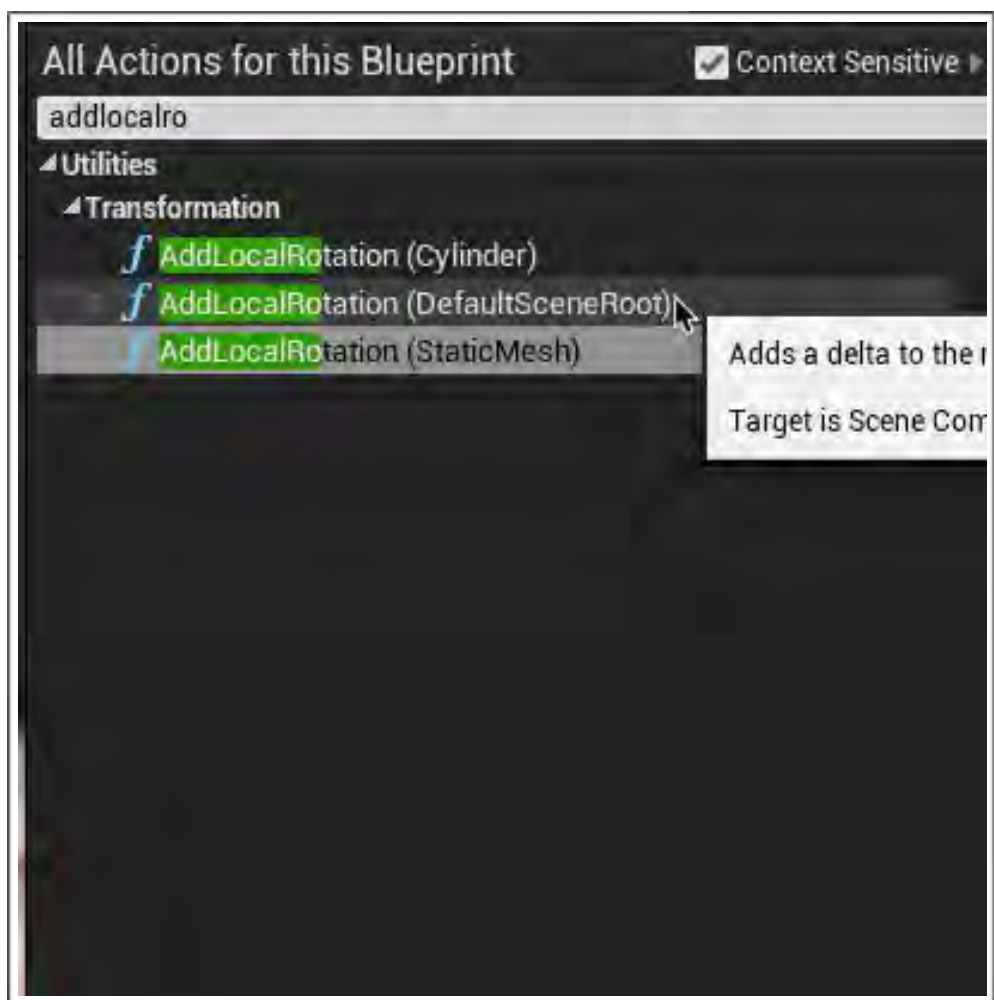 All Actions for this Blueprint Context Sensitive
addlocalro
Utilities
Transformation
f AddLocalRotation (Cylinder)
f AddLocalRotation (DefaultSceneRoot)
f AddLocalRotation (StaticMesh)
Adds a delta to the
Target is Scene Com